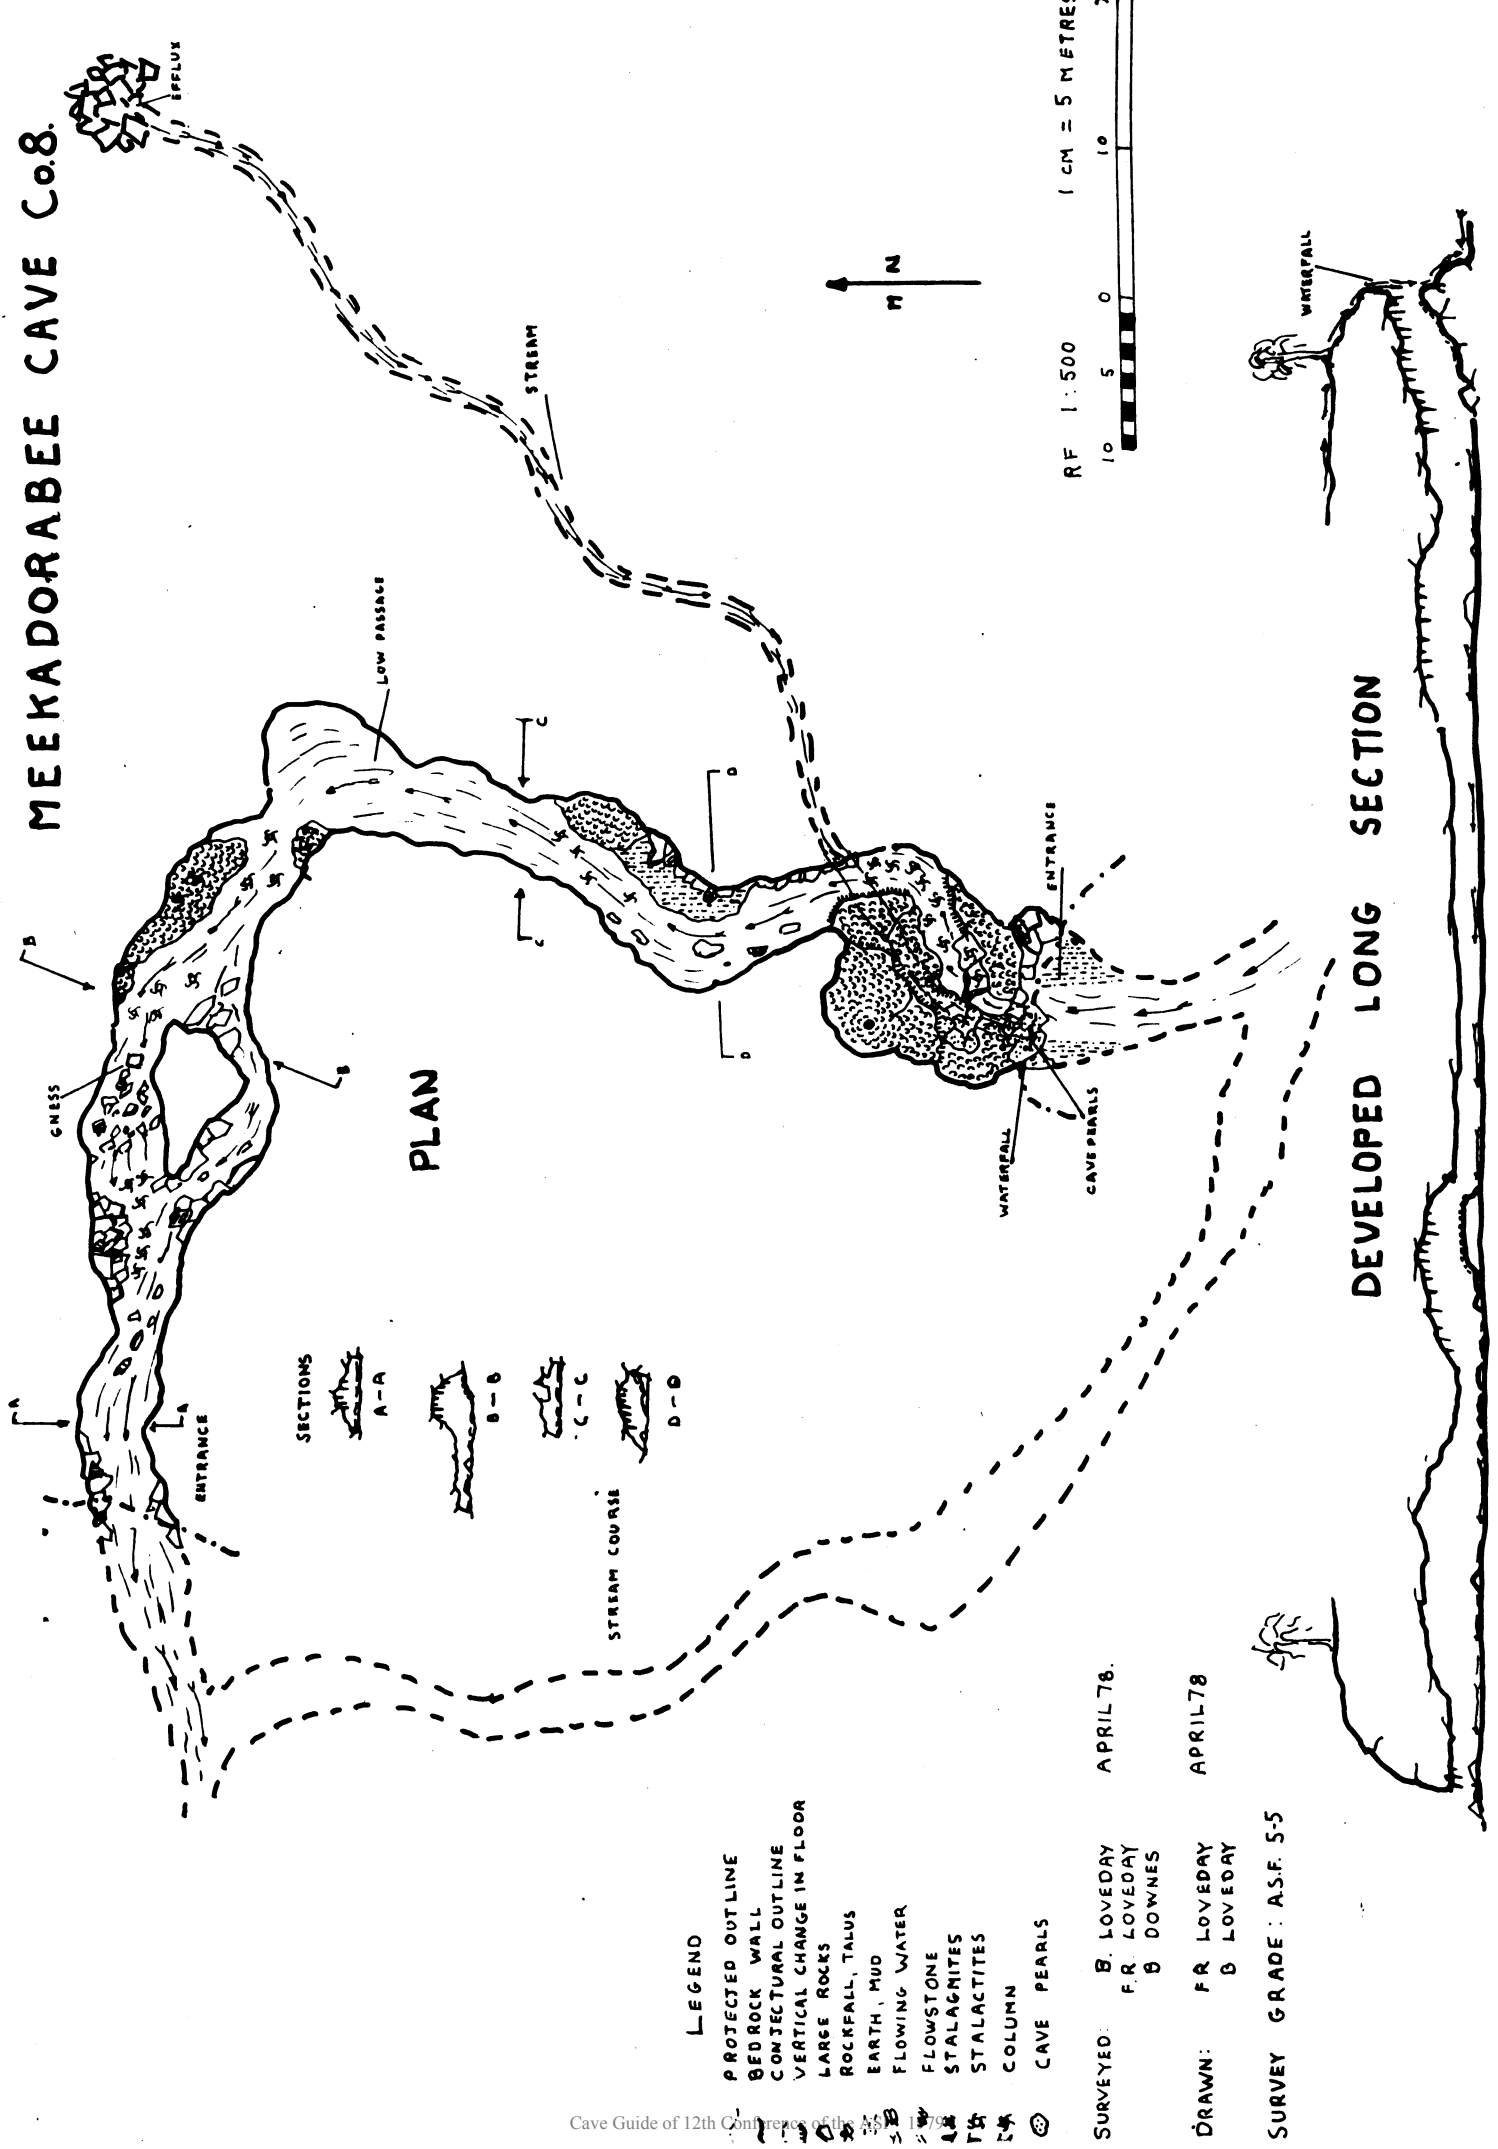 MEEKADORABEE CAVE Co.8.
EFFLUX
STREAM
LOW PASSAGE
GNESS
B
B
C
C
D
D
A
A
ENTRANCE
PLAN
ENTRANCE
WATERFALL
CAVE PEARLS
M N
RF 1:500
1 CM = 5 METRES
10 5 0 10
SECTIONS
A-A
B-B
C-C
D-D
STREAM COURSE
DEVELOPED LONG SECTION
WATERFALL
LEGEND
PROTECTED OUTLINE
BEDROCK WALL
CONJECTURAL OUTLINE
VERTICAL CHANGE IN FLOOR
LARGE ROCKS
ROCKFALL, TALUS
EARTH, MUD
FLOWING WATER
FLOWSTONE
STALAGMITES
STALACTITES
COLUMN
CAVE PEARLS
SURVEYED: B. LOVEDAY APRIL 78.
F.R. LOVEDAY
B DOWNES
DRAWN: FR LOVEDAY APRIL 78
B LOVEDAY
SURVEY GRADE: A.S.F. 5-5
Cave Guide of 12th Conference of the ASF 1979